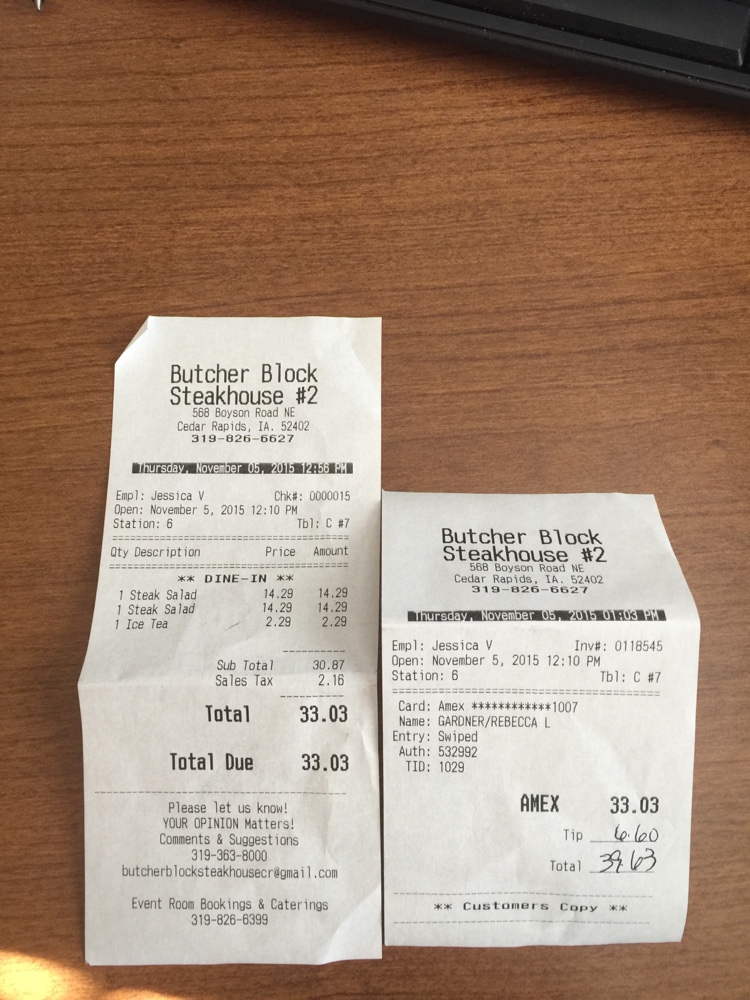 Butcher Block
Steakhouse #2
568 Boyson Road NE
Cedar Rapids, IA. 52402
319-826-6627
Thursday, November 05, 2015 12:56 PM
Empl: Jessica V Chk#: 0000015
Open: November 5, 2015 12:10 PM
Station: 6 Tbl: C #7
Qty Description Price Amount
** DINE-IN **
1 Steak Salad 14.29 14.29
1 Steak Salad 14.29 14.29
1 Ice Tea 2.29 2.29
Sub Total 30.87
Sales Tax 2.16
Total 33.03
Total Due 33.03
Please let us know!
YOUR OPINION Matters!
Comments & Suggestions
319-363-8000
butcherblocksteakhousecr@gmail.com
Event Room Bookings & Caterings
319-826-6399
Butcher Block
Steakhouse #2
568 Boyson Road NE
Cedar Rapids, IA. 52402
319-826-6627
Thursday, November 05, 2015 01:03 PM
Empl: Jessica V Inv#: 0118545
Open: November 5, 2015 12:10 PM
Station: 6 Tbl: C #7
Card: Amex ************1007
Name: GARDNER/REBECCA L
Entry: Swiped
Auth: 532992
TID: 1029
AMEX 33.03
Tip 6.60
Total 39.63
** Customers Copy **